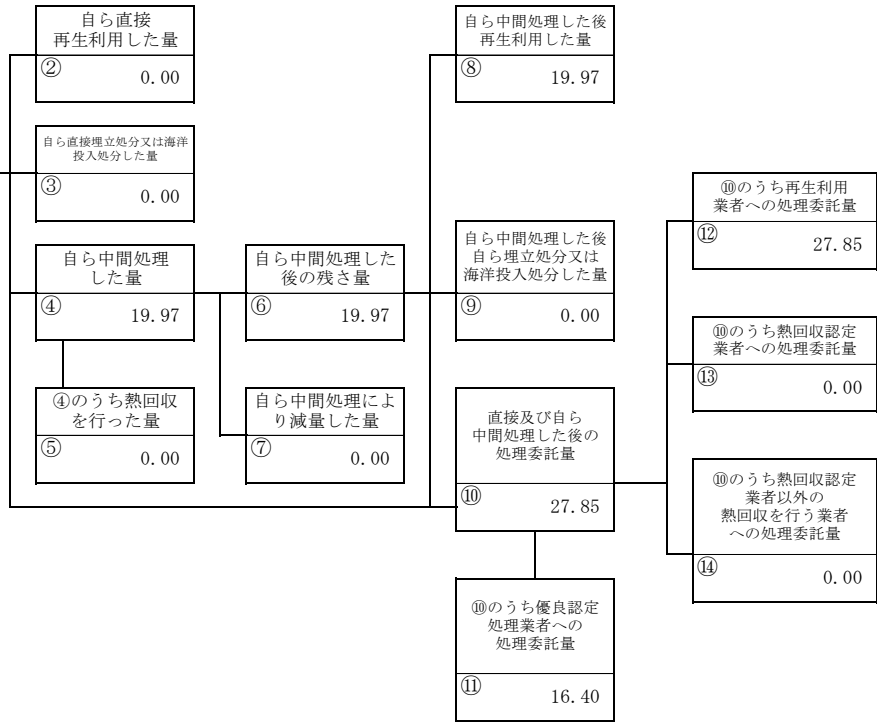 自ら直接
再生利用した量
②
0.00
自ら直接埋立処分又は海洋
投入処分した量
③
0.00
自ら中間処理
した量
④
19.97
④のうち熱回収
を行った量
⑤
0.00
自ら中間処理した
後の残さ量
⑥
19.97
自ら中間処理によ
り減量した量
⑦
0.00
自ら中間処理した後
再生利用した量
⑧
19.97
自ら中間処理した後
自ら埋立処分又は
海洋投入処分した量
⑨
0.00
直接及び自ら
中間処理した後の
処理委託量
⑩
27.85
⑩のうち優良認定
処理業者への
処理委託量
⑪
16.40
⑩のうち再生利用
業者への処理委託量
⑫
27.85
⑩のうち熱回収認定
業者への処理委託量
⑬
0.00
⑩のうち熱回収認定
業者以外の
熱回収を行う業者
への処理委託量
⑭
0.00